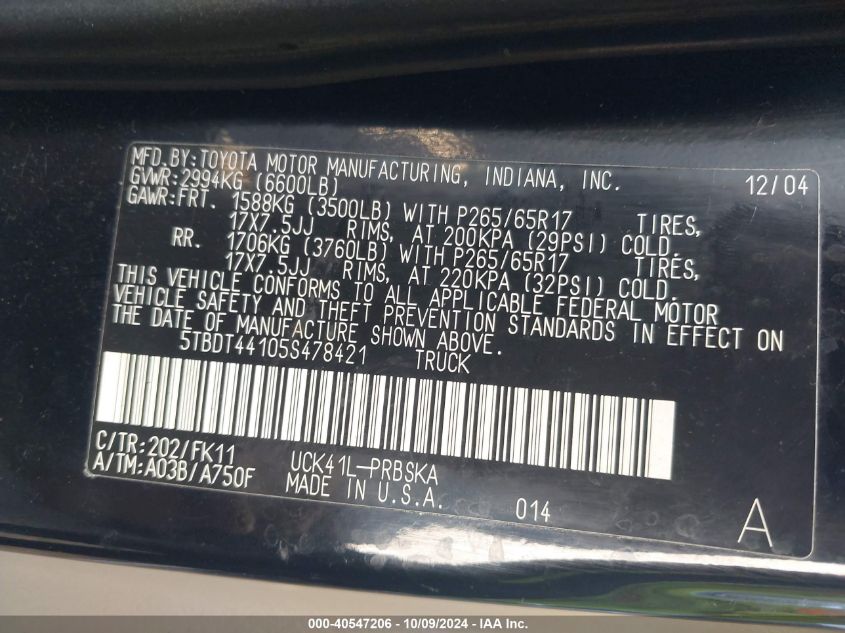 MFD.BY:TOYOTA MOTOR MANUFACTURING, INDIANA, INC. 12/04
GVWR:2994KG (6600LB)
GAWR:FRT. 1588KG (3500LB) WITH P265/65R17 TIRES,
17X7.5JJ RIMS, AT 200KPA (29PSI) COLD.
RR. 1706KG (3760LB) WITH P265/65R17 TIRES,
17X7.5JJ RIMS, AT 220KPA (32PSI) COLD.
THIS VEHICLE CONFORMS TO ALL APPLICABLE FEDERAL MOTOR
VEHICLE SAFETY AND THEFT PREVENTION STANDARDS IN EFFECT ON
THE DATE OF MANUFACTURE SHOWN ABOVE.
5TBDT44105S478421 TRUCK
C/TR:202/FK11 UCK41L-PRBSKA
A/TM:A03B/A750F MADE IN U.S.A. 014 A
000-40547206 - 10/09/2024 - IAA Inc.